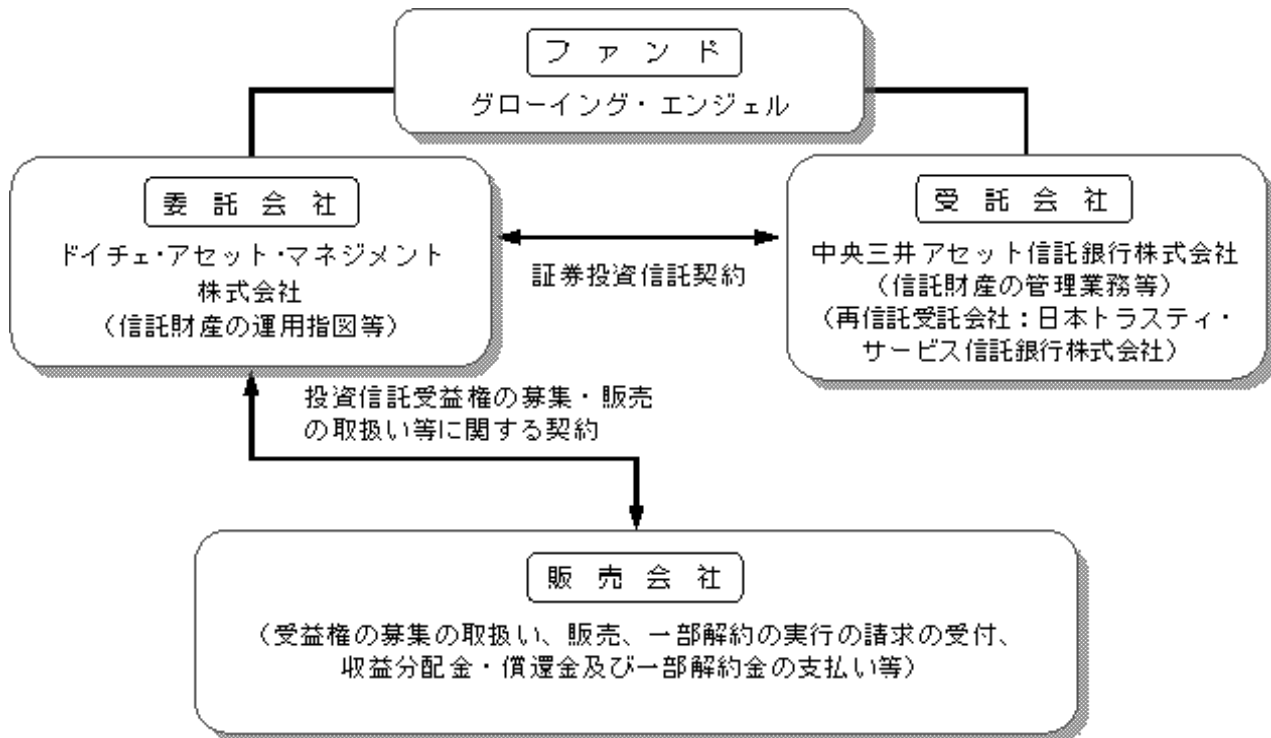 ファンド
グローイング・エンジェル
委託会社
ドイチェ・アセット・マネジメント
株式会社
（信託財産の運用指図等）
証券投資信託契約
受託会社
中央三井アセット信託銀行株式会社
（信託財産の管理業務等）
（再信託受託会社：日本トラスティ・
サービス信託銀行株式会社）
投資信託受益権の募集・販売
の取扱い等に関する契約
販売会社
（受益権の募集の取扱い、販売、一部解約の実行の請求の受付、
収益分配金・償還金及び一部解約金の支払い等）